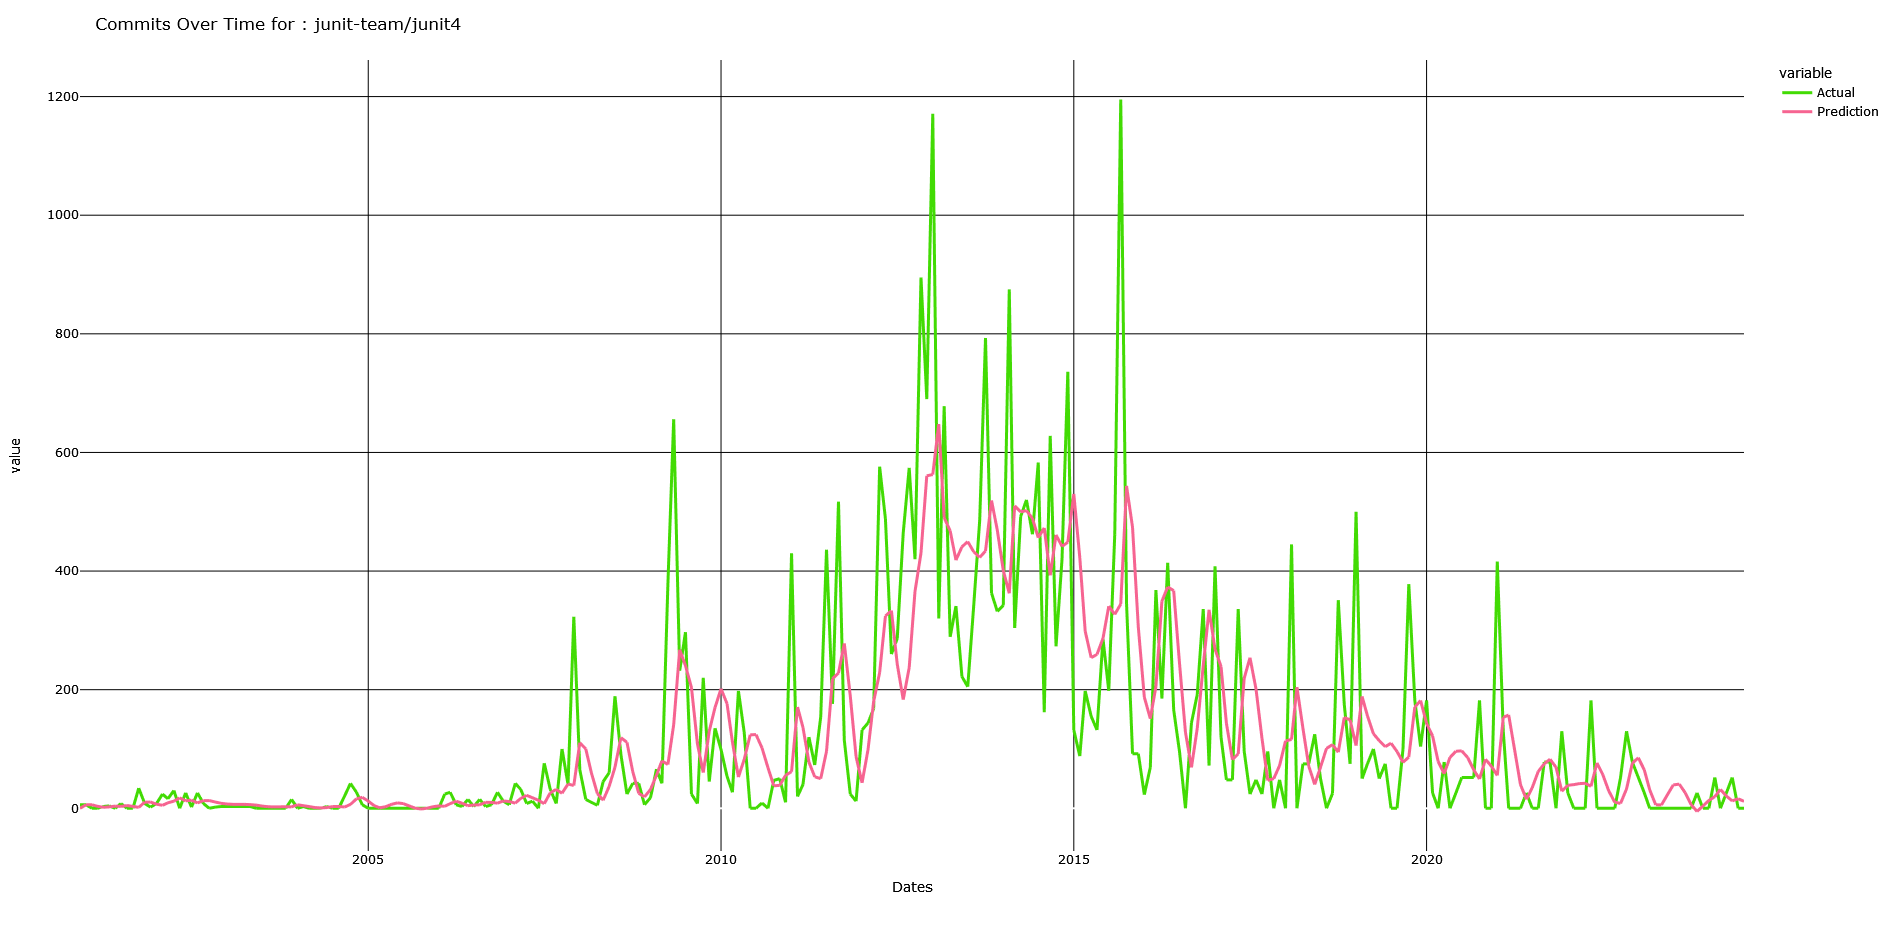 Commits Over Time for : junit-team/junit4
variable
Actual
Prediction
1200
1000
800
600
400
200
0
value
2005
2010
2015
2020
Dates